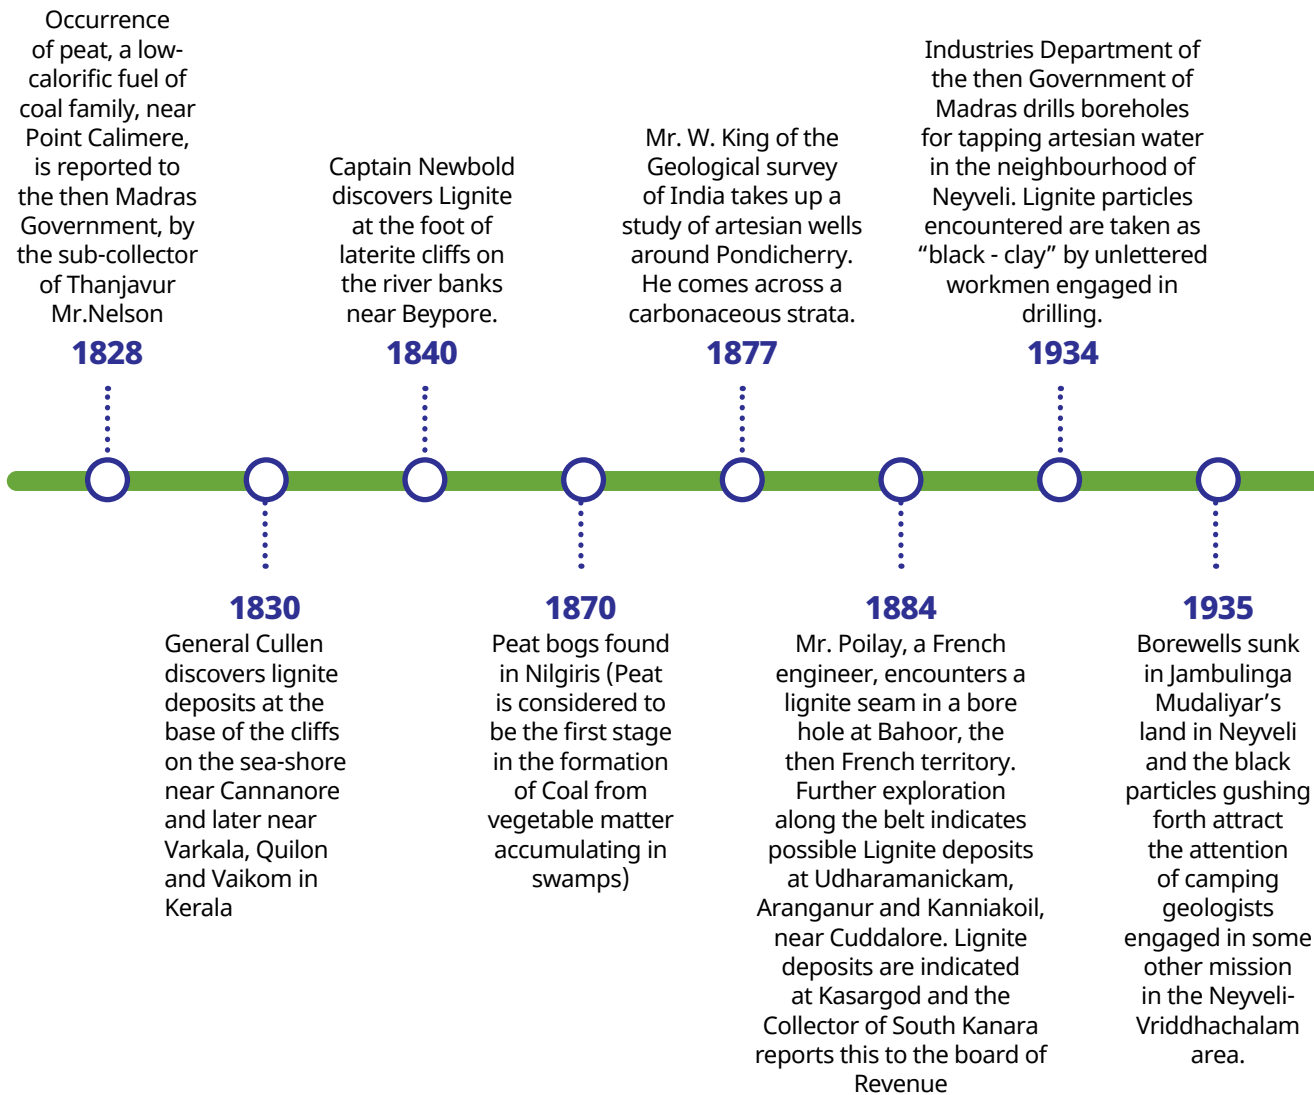 Occurrence
of peat, a low-
calorific fuel of
coal family, near
Point Calimere,
is reported to
the then Madras
Government, by
the sub-collector
of Thanjavur
Mr.Nelson
1828
1830
General Cullen
discovers lignite
deposits at the
base of the cliffs
on the sea-shore
near Cannanore
and later near
Varkala, Quilon
and Vaikom in
Kerala
Captain Newbold
discovers Lignite
at the foot of
laterite cliffs on
the river banks
near Beypore.
1840
1870
Peat bogs found
in Nilgiris (Peat
is considered to
be the first stage
in the formation
of Coal from
vegetable matter
accumulating in
swamps)
Mr. W. King of the
Geological survey
of India takes up a
study of artesian wells
around Pondicherry.
He comes across a
carbonaceous strata.
1877
1884
Mr. Poilay, a French
engineer, encounters a
lignite seam in a bore
hole at Bahoor, the
then French territory.
Further exploration
along the belt indicates
possible Lignite deposits
at Udharamanickam,
Aranganur and Kanniakoil,
near Cuddalore. Lignite
deposits are indicated
at Kasargod and the
Collector of South Kanara
reports this to the board of
Revenue
Industries Department of
the then Government of
Madras drills boreholes
for tapping artesian water
in the neighbourhood of
Neyveli. Lignite particles
encountered are taken as
“black - clay” by unlettered
workmen engaged in
drilling.
1934
1935
Borewells sunk
in Jambulinga
Mudaliyar’s
land in Neyveli
and the black
particles gushing
forth attract
the attention
of camping
geologists
engaged in some
other mission
in the Neyveli-
Vriddhachalam
area.